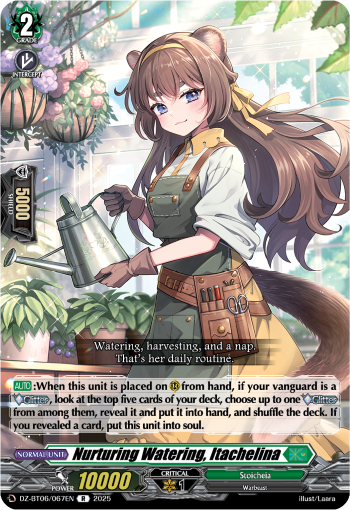 2
GRADE
INTERCEPT
5000
SHIELD
Watering, harvesting, and a nap.
That's her daily routine.
AUTO:When this unit is placed on R from hand, if your vanguard is a
Glitter, look at the top five cards of your deck, choose up to one Glitter
from among them, reveal it and put it into hand, and shuffle the deck. If
you revealed a card, put this unit into soul.
NORMAL UNIT
Nurturing Watering, Itachelina
POWER
10000
CRITICAL
1
Stoicheia
Warbeast
DZ-BT06/067EN R 2025
illust/Laara